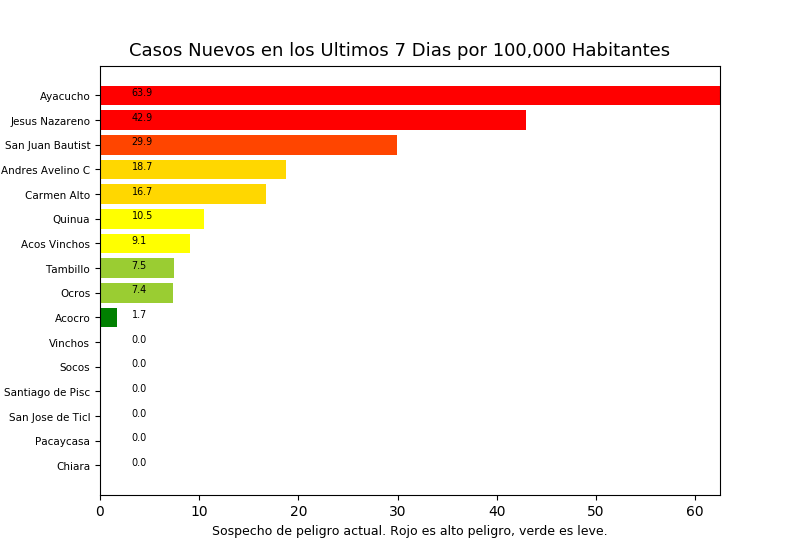 Casos Nuevos en los Ultimos 7 Dias por 100,000 Habitantes
Ayacucho 63.9
Jesus Nazareno 42.9
San Juan Bautist 29.9
Andres Avelino C 18.7
Carmen Alto 16.7
Quinua 10.5
Acos Vinchos 9.1
Tambillo 7.5
Ocros 7.4
Acocro 1.7
Vinchos 0.0
Socos 0.0
Santiago de Pisc 0.0
San Jose de Ticl 0.0
Pacaycasa 0.0
Chiara 0.0
0 10 20 30 40 50 60
Sospecho de peligro actual. Rojo es alto peligro, verde es leve.